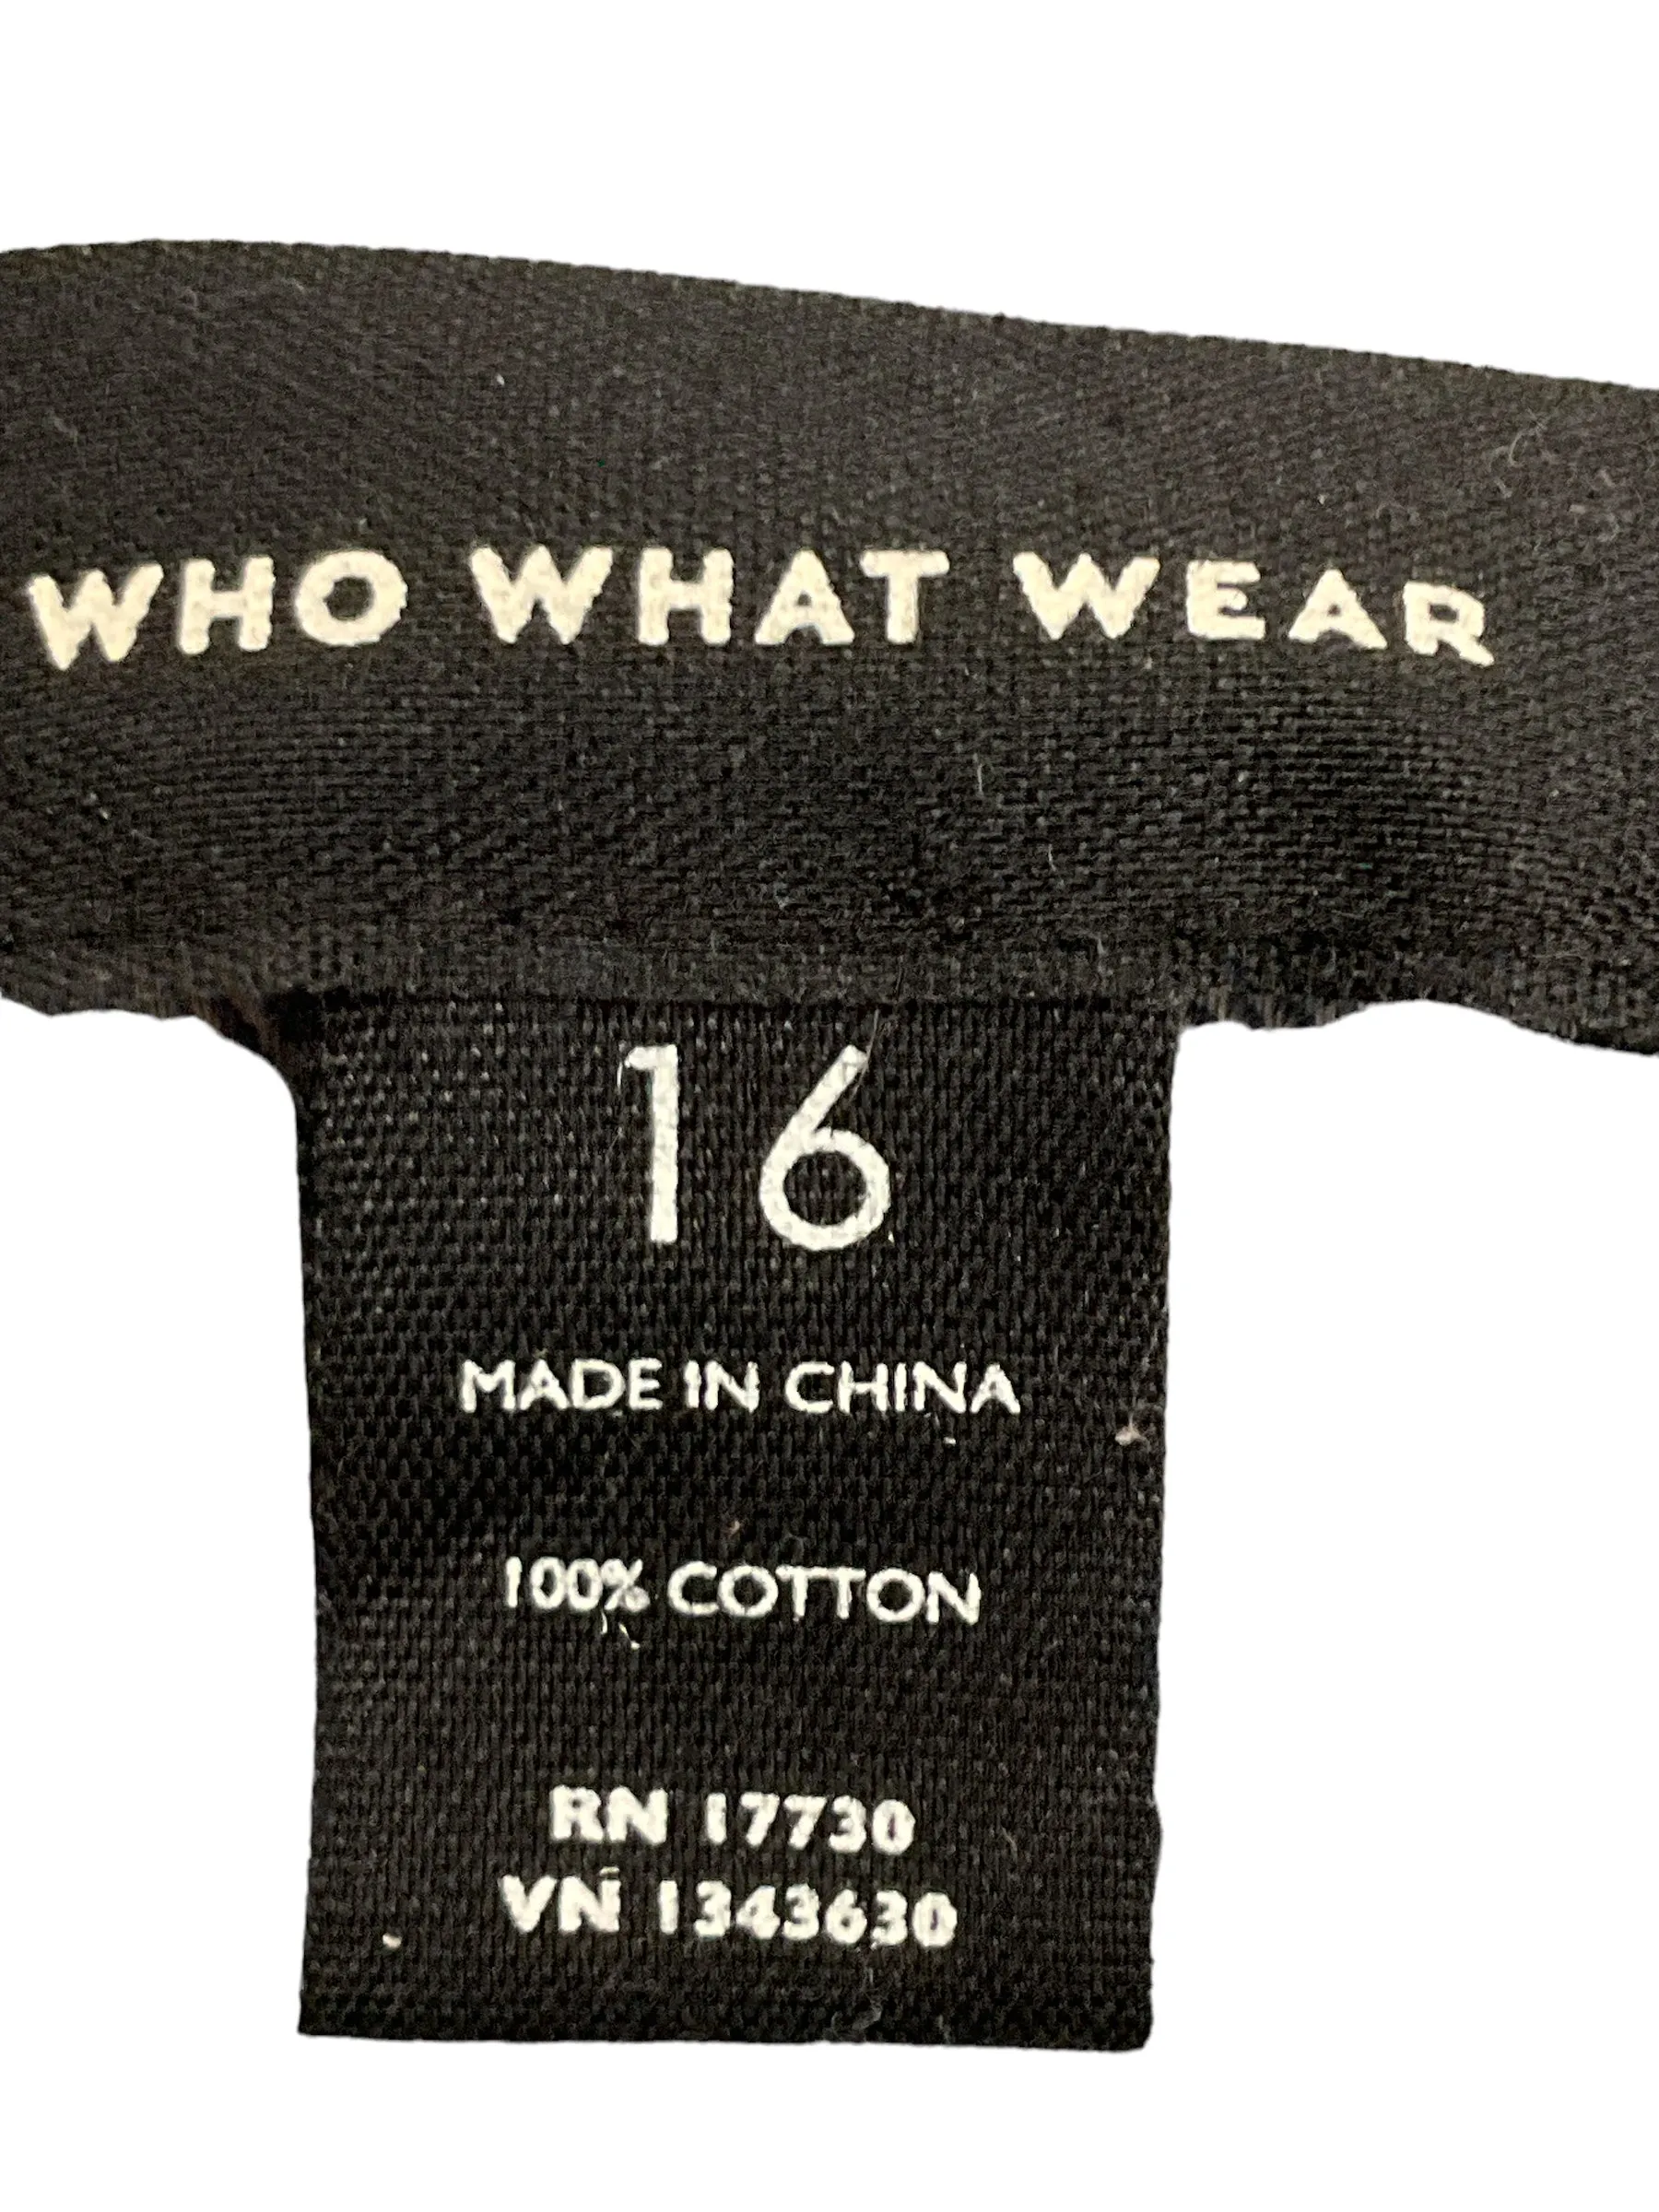 WHO WHAT WEAR
16
MADE IN CHINA
100% COTTON
RN 17730
VN 1343630